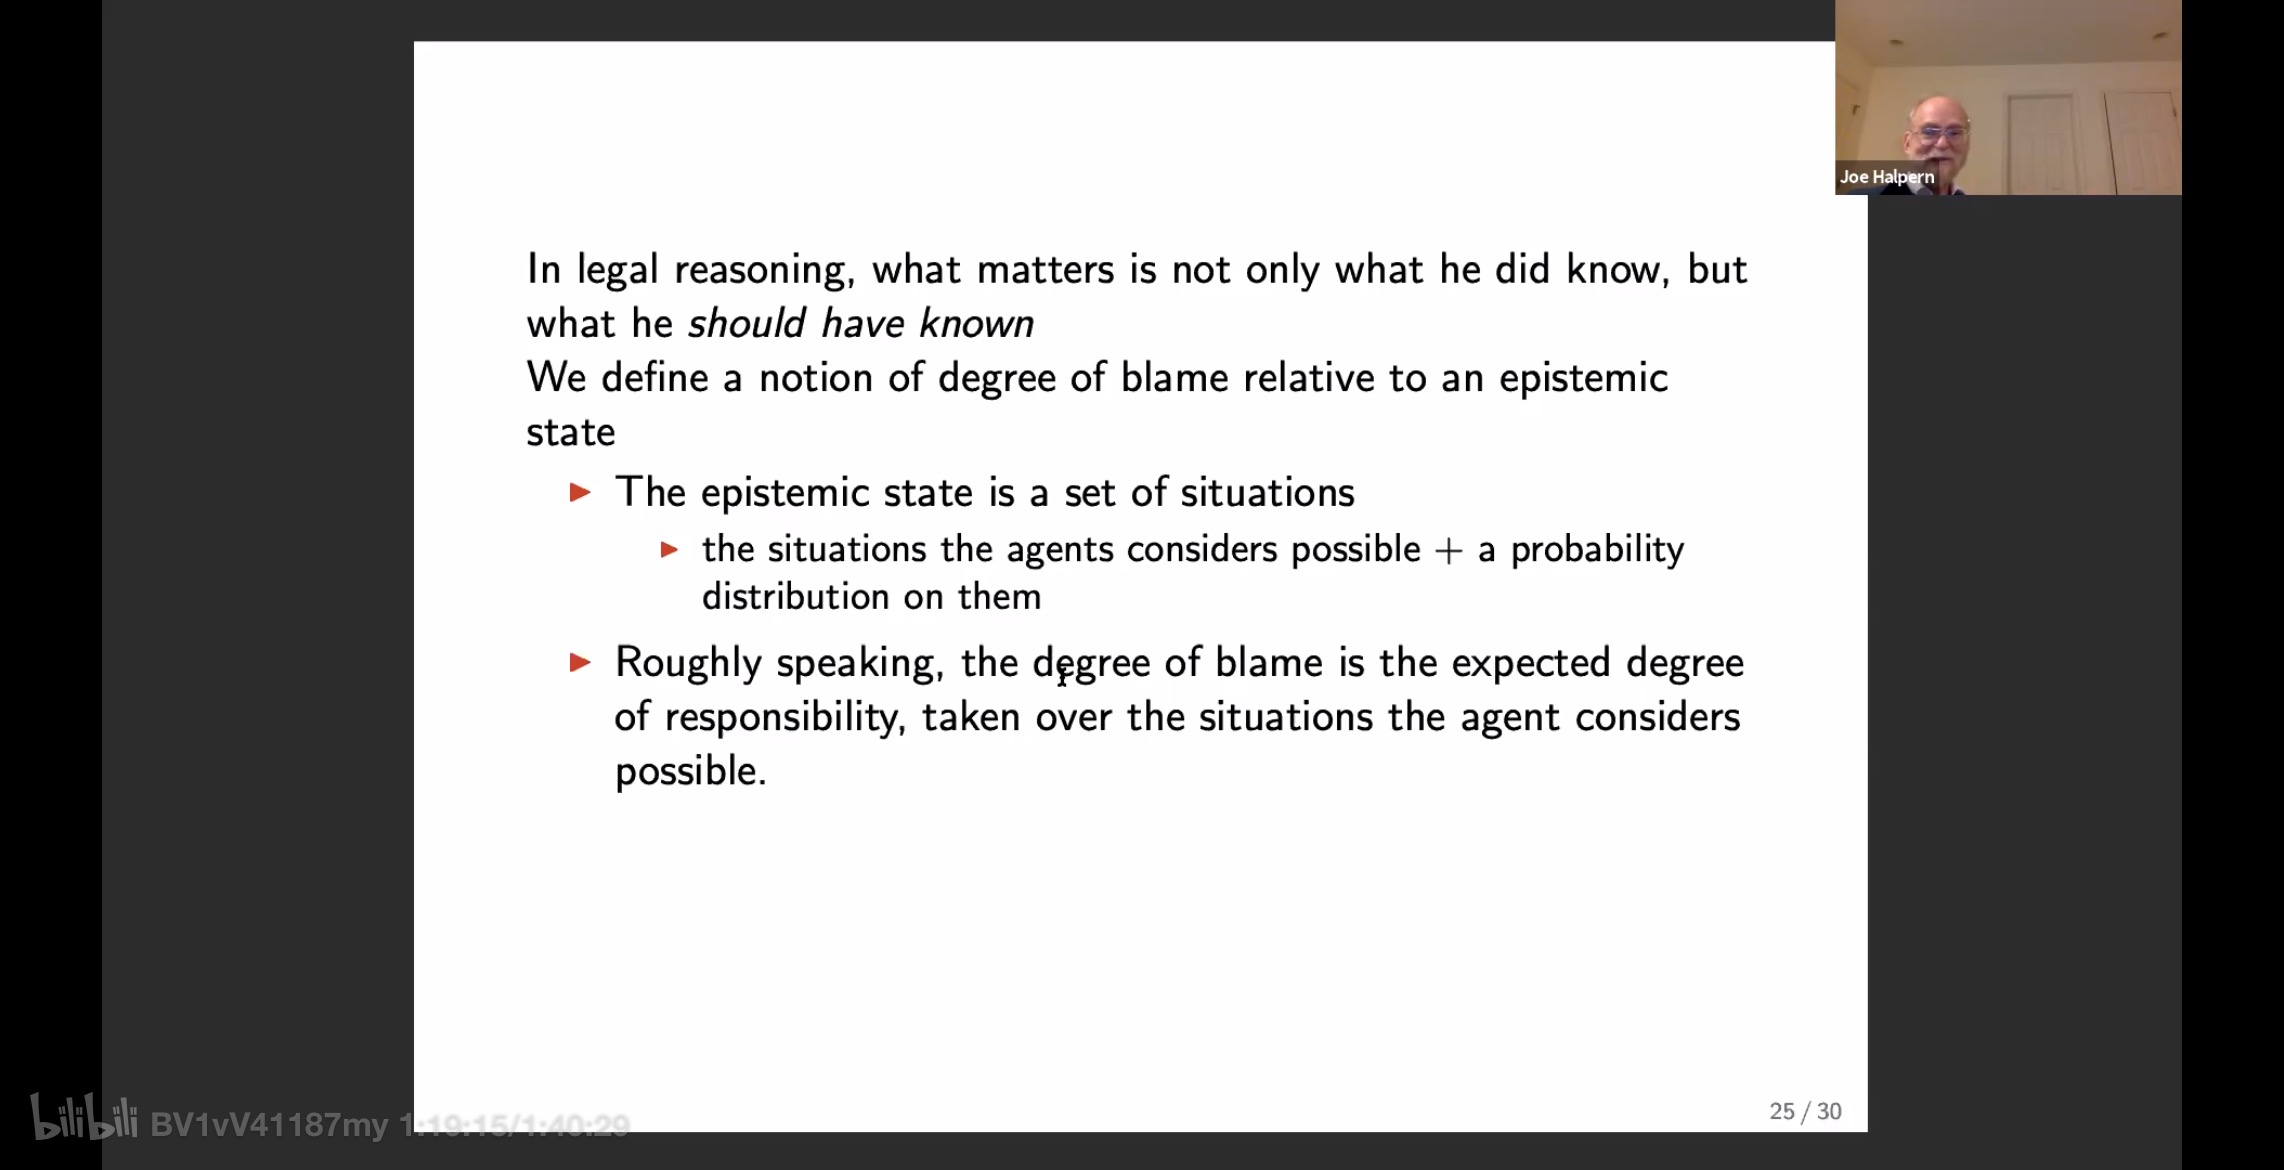 Joe Halpern
In legal reasoning, what matters is not only what he did know, but
what he should have known
We define a notion of degree of blame relative to an epistemic
state
The epistemic state is a set of situations
the situations the agents considers possible + a probability
distribution on them
Roughly speaking, the degree of blame is the expected degree
of responsibility, taken over the situations the agent considers
possible.
25 / 30
bilibili BV1vV41187my 1:19:15/1:40:29